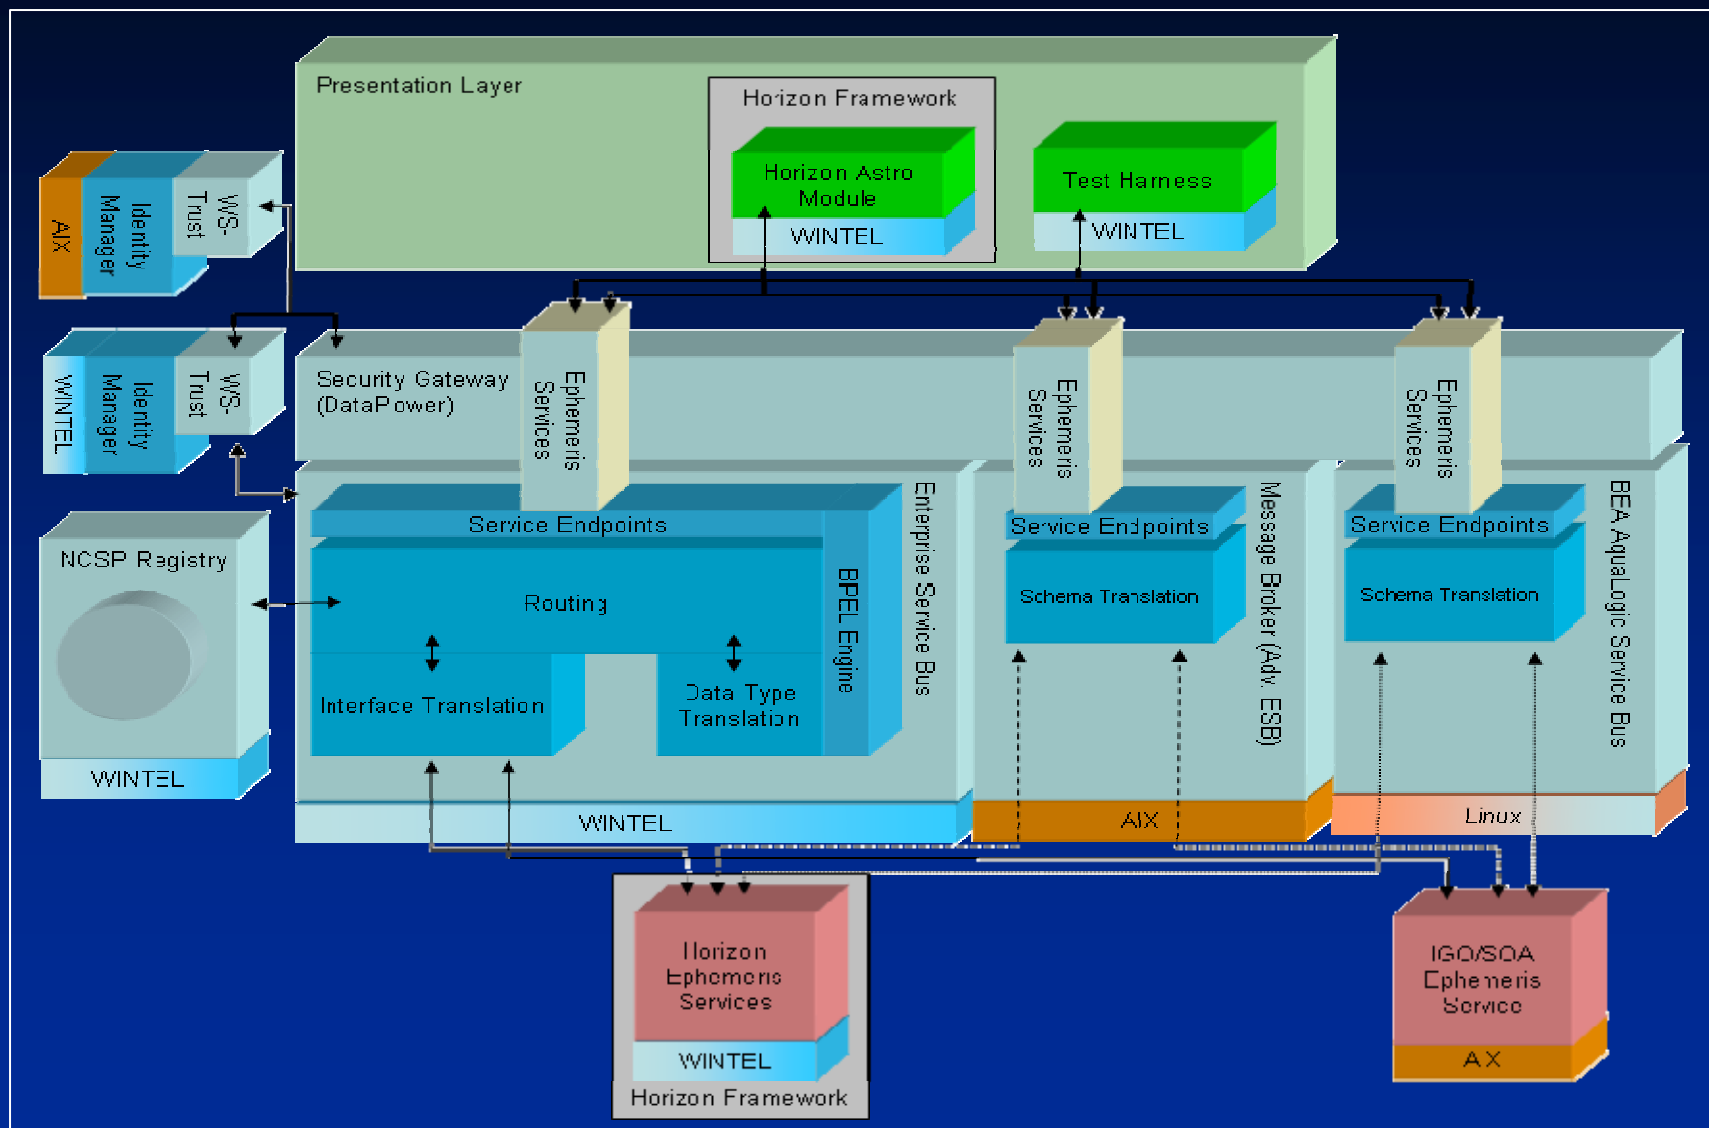 Presentation Layer
Horizon Framework
Horizon Astro
Module
WINTEL
Test Harness
WINTEL
AIX
Identity
Manager
WS-
Trust
WINTEL
Identity
Manager
WS-
Trust
Security Gateway
(DataPower)
Ephemeris
Services
Ephemeris
Services
Ephemeris
Services
NCSP Registry
WINTEL
Service Endpoints
Routing
Interface Translation
Data Type
Translation
BPEL Engine
Enterprise Service Bus
WINTEL
Service Endpoints
Schema Translation
Message Broker (Adv. ESB)
AIX
Service Endpoints
Schema Translation
BEA AquaLogic Service Bus
Linux
Horizon
Ephemeris
Services
WINTEL
Horizon Framework
IGO/SOA
Ephemeris
Service
AIX